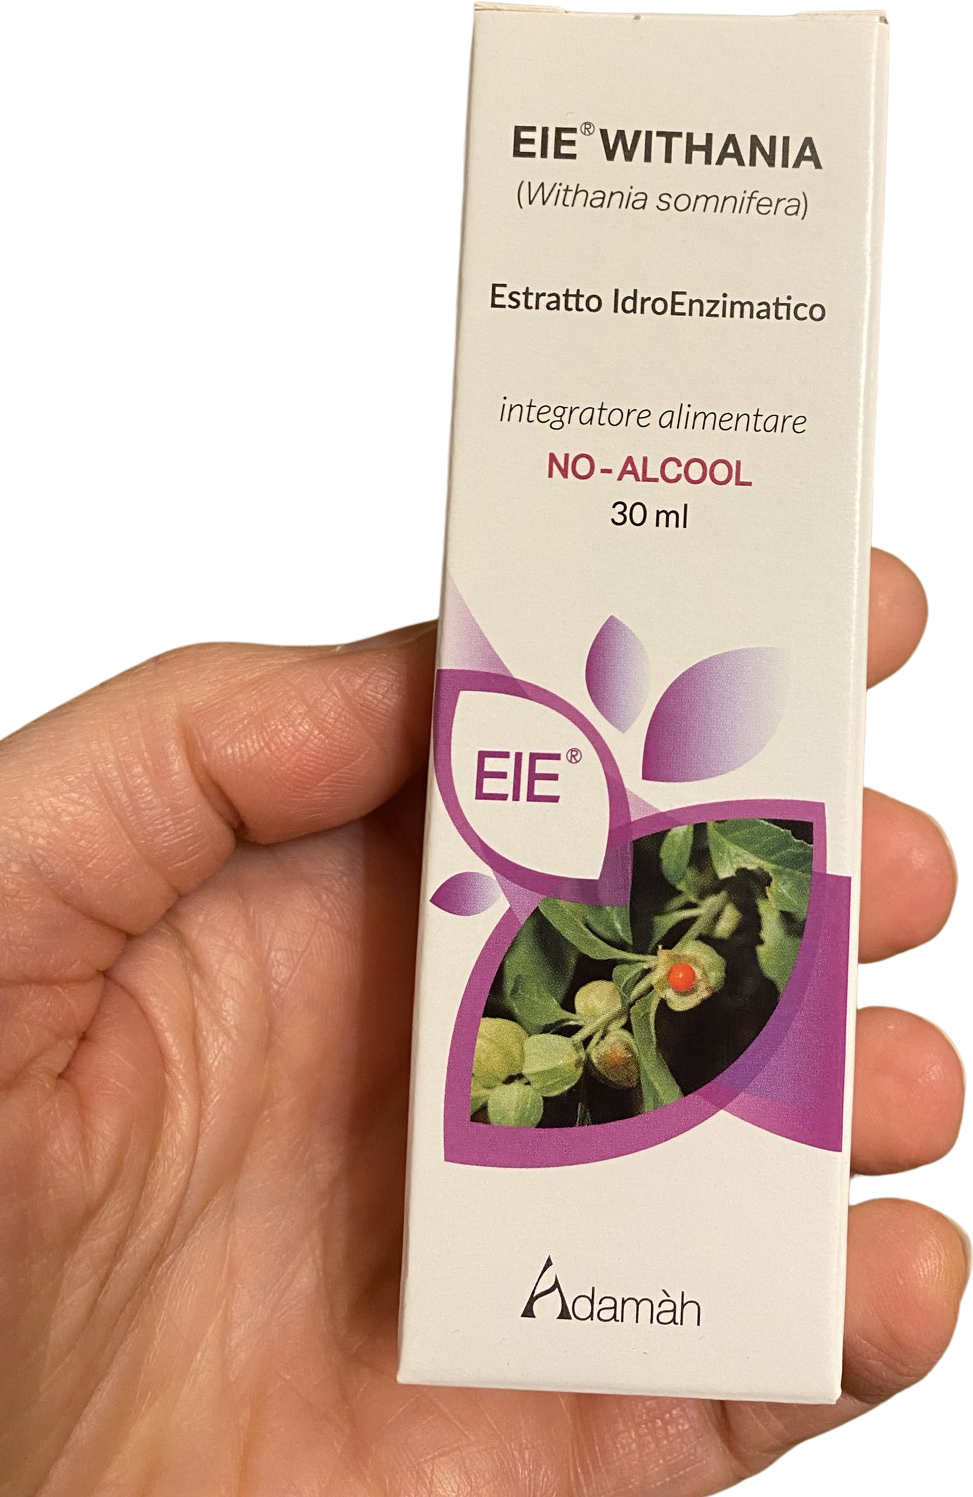 EIE® WITHANIA
(Withania somnifera)
Estratto IdroEnzimatico
integratore alimentare
NO-ALCOOL
30 ml
EIE®
Adamàh